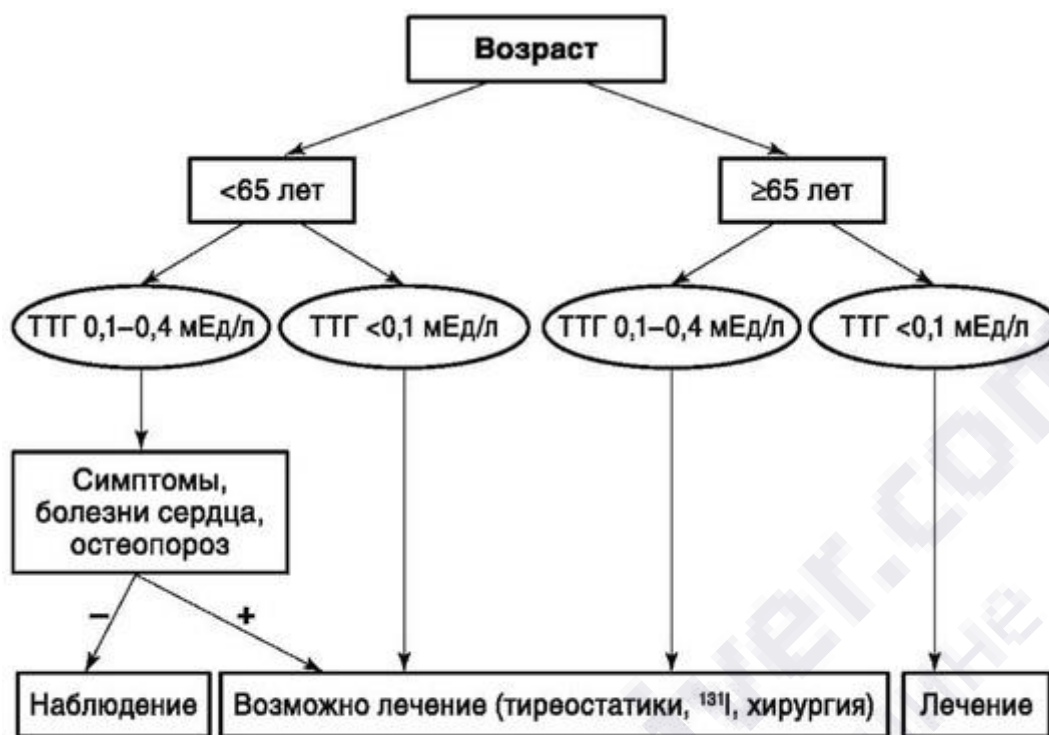 Возраст
<65 лет
≥65 лет
ТТГ 0,1–0,4 мЕд/л
ТТГ <0,1 мЕд/л
ТТГ 0,1–0,4 мЕд/л
ТТГ <0,1 мЕд/л
Симптомы,
болезни сердца,
остеопороз
–
+
Наблюдение
Возможно лечение (тиреостатики, ¹³¹I, хирургия)
Лечение